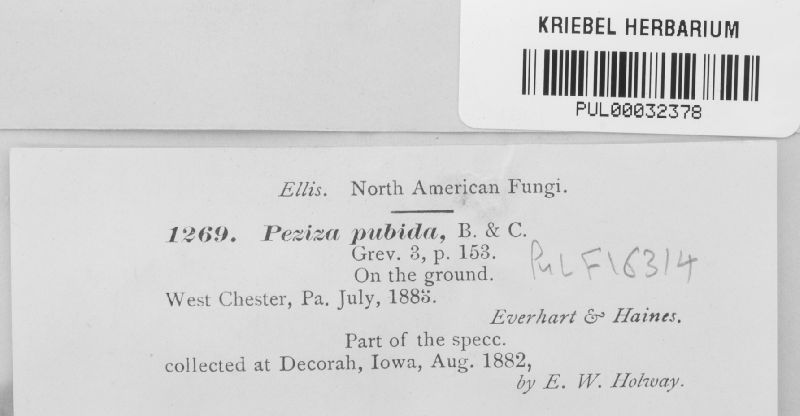 KRIEBEL HERBARIUM
PUL00032378
Ellis. North American Fungi.
1269. Peziza pubida, B. & C.
Grev. 3, p. 153.
On the ground.
PUL F16314
West Chester, Pa. July, 1883.
Everhart & Haines.
Part of the specc.
collected at Decorah, Iowa, Aug. 1882,
by E. W. Holway.